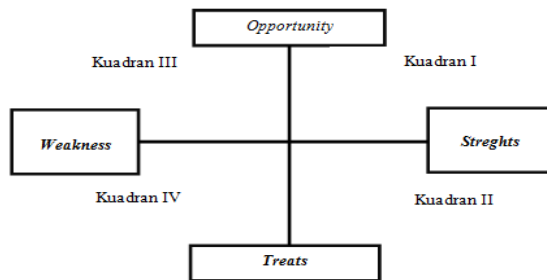 Opportunity
Kuadran III
Kuadran I
Weakness
Streghts
Kuadran IV
Kuadran II
Treats